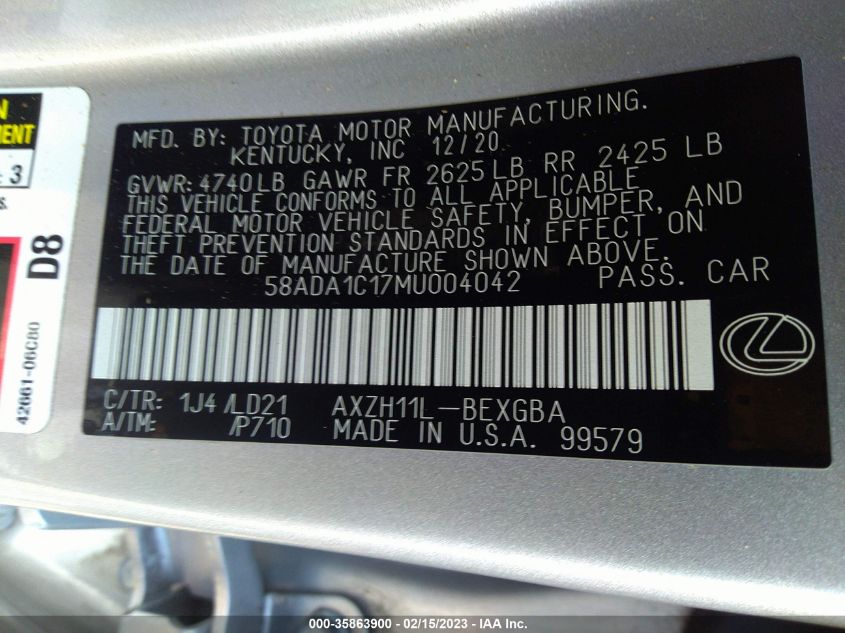 MFD. BY: TOYOTA MOTOR MANUFACTURING.
KENTUCKY, INC 12/20
GVWR: 4740LB GAWR FR 2625LB RR 2425 LB
THIS VEHICLE CONFORMS TO ALL APPLICABLE
FEDERAL MOTOR VEHICLE SAFETY, BUMPER, AND
THEFT PREVENTION STANDARDS IN EFFECT ON
THE DATE OF MANUFACTURE SHOWN ABOVE.
58ADA1C17MU004042 PASS. CAR
C/TR: 1J4 /LD21 AXZH11L-BEXGBA
A/TM: /P710 MADE IN U.S.A. 99579
3
D8
42661-06C80
000-35863900 - 02/15/2023 - IAA Inc.